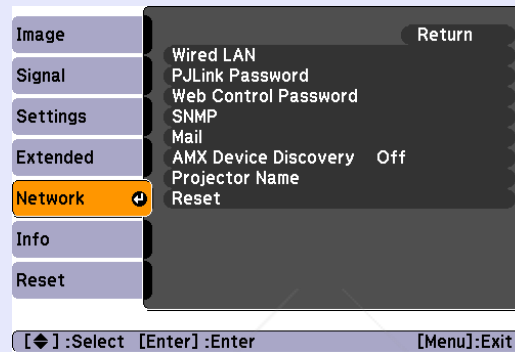 Image
Signal
Settings
Extended
Network
Info
Reset
Return
Wired LAN
PJLink Password
Web Control Password
SNMP
Mail
AMX Device Discovery Off
Projector Name
Reset
[◆] :Select [Enter] :Enter [Menu]:Exit